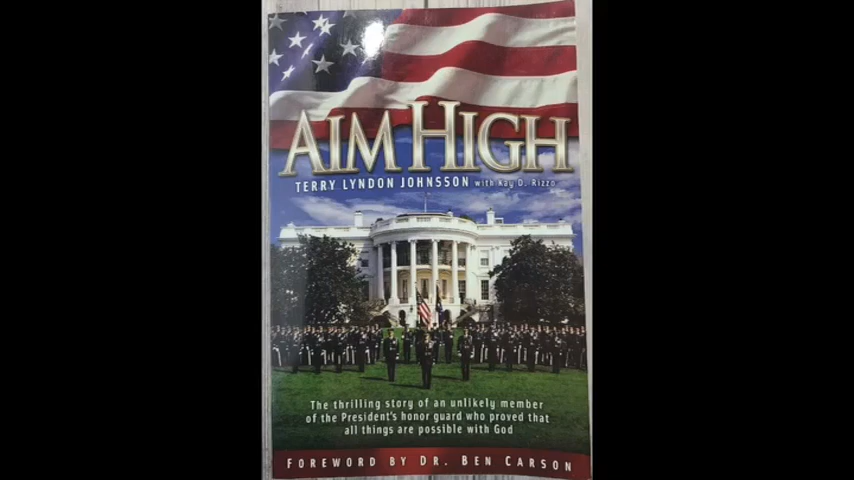 AIM HIGH
TERRY LYNDON JOHNSSON with Kay D. Rizzo
The thrilling story of an unlikely member
of the President's honor guard who proved that
all things are possible with God
FOREWORD BY DR. BEN CARSON